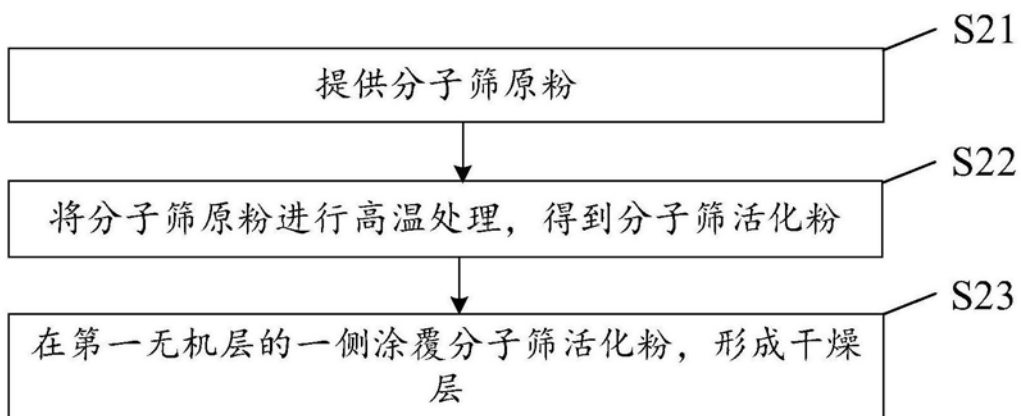 S21
提供分子筛原粉
S22
将分子筛原粉进行高温处理，得到分子筛活化粉
S23
在第一无机层的一侧涂覆分子筛活化粉，形成干燥
层